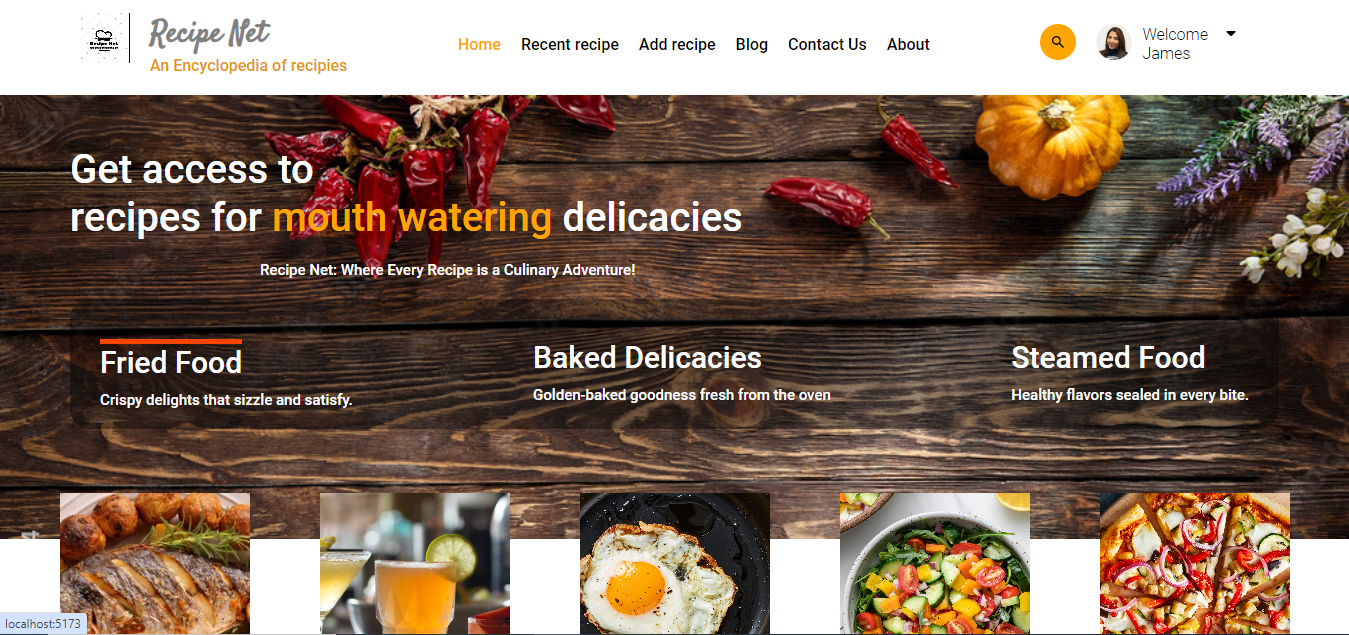 Recipe Net
Recipe Net
An Encyclopedia of recipies
Home Recent recipe Add recipe Blog Contact Us About
Welcome
James
Get access to
recipes for mouth watering delicacies
Recipe Net: Where Every Recipe is a Culinary Adventure!
Fried Food
Crispy delights that sizzle and satisfy.
Baked Delicacies
Golden-baked goodness fresh from the oven
Steamed Food
Healthy flavors sealed in every bite.
localhost:5173